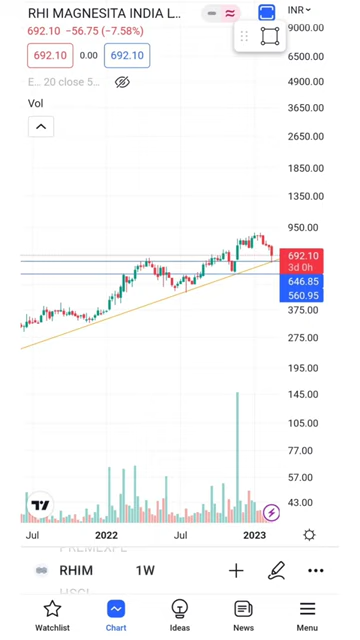 RHI MAGNESITA INDIA L..
INR
692.10 −56.75 (−7.58%)
692.10 0.00 692.10
E... 20 close 5...
Vol
9000.00
6500.00
4900.00
3650.00
2650.00
1850.00
1350.00
950.00
692.10
3d 0h
646.85
560.95
375.00
275.00
195.00
145.00
105.00
77.00
57.00
43.00
Jul 2022 Jul 2023
RHIM 1W
Watchlist Chart Ideas News Menu